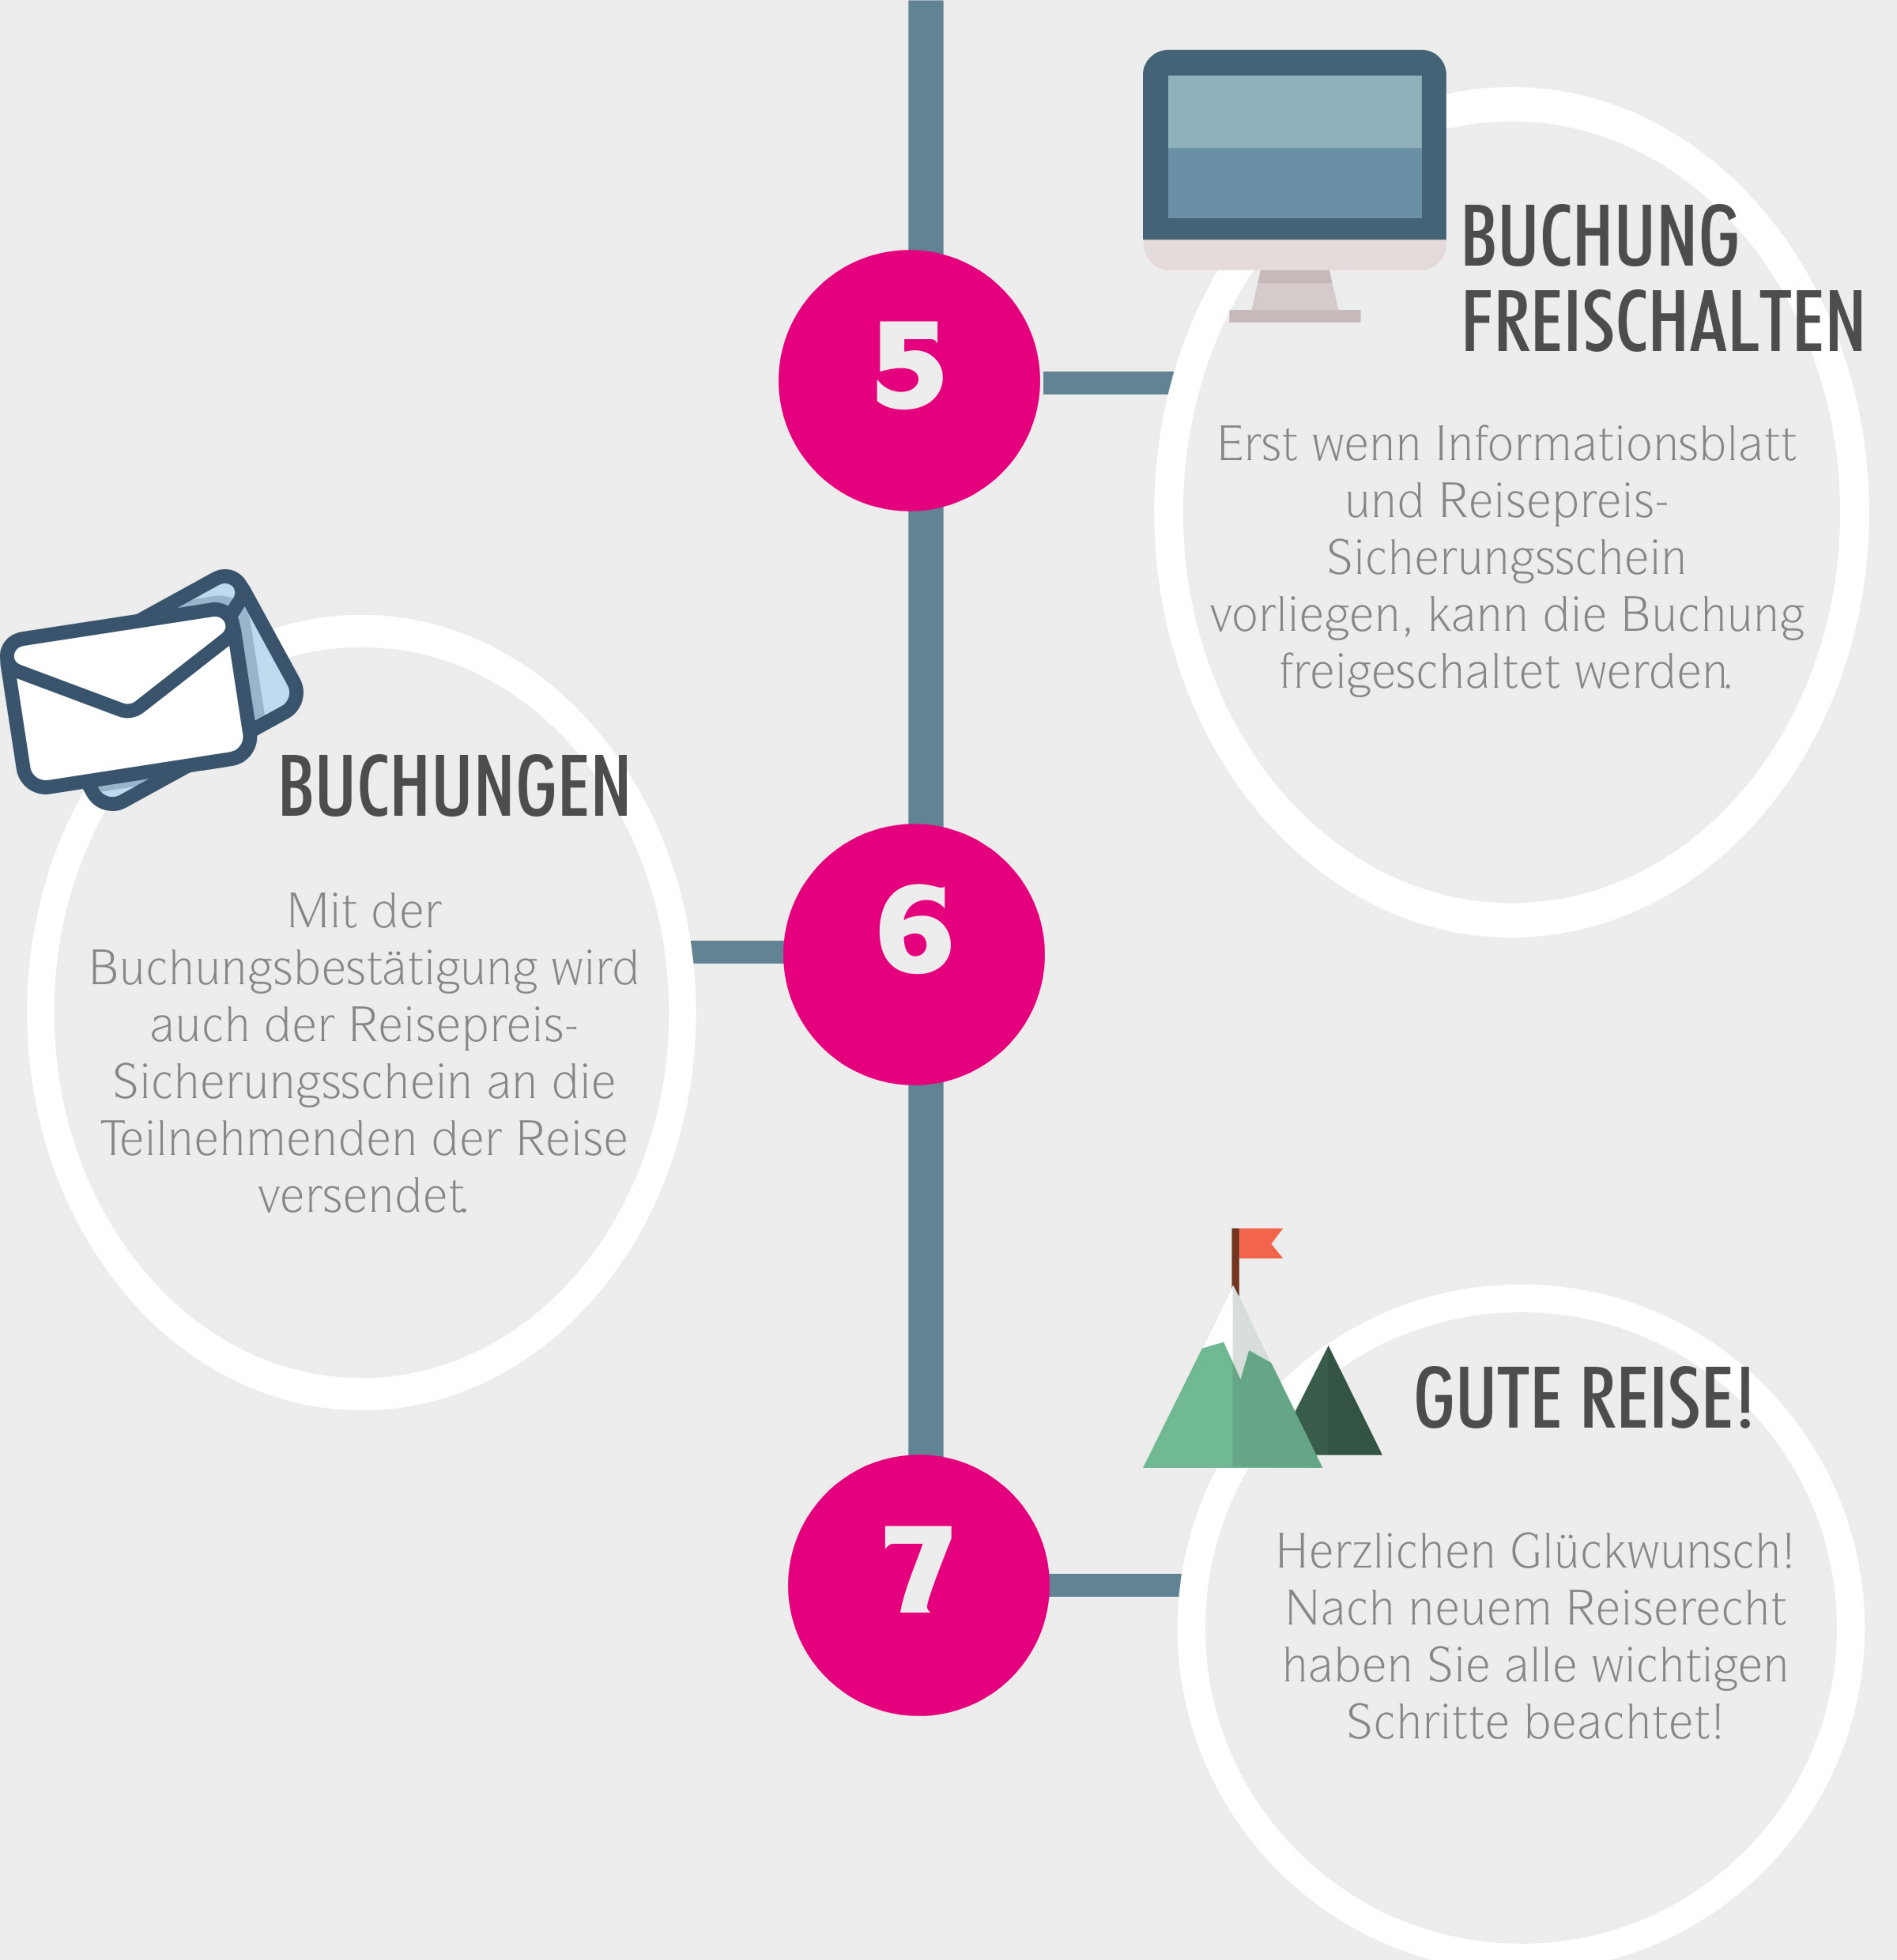 5
BUCHUNG
FREISCHALTEN
Erst wenn Informationsblatt
und Reisepreis-
Sicherungsschein
vorliegen, kann die Buchung
freigeschaltet werden.
6
BUCHUNGEN
Mit der
Buchungsbestätigung wird
auch der Reisepreis-
Sicherungsschein an die
Teilnehmenden der Reise
versendet.
7
GUTE REISE!
Herzlichen Glückwunsch!
Nach neuem Reiserecht
haben Sie alle wichtigen
Schritte beachtet!